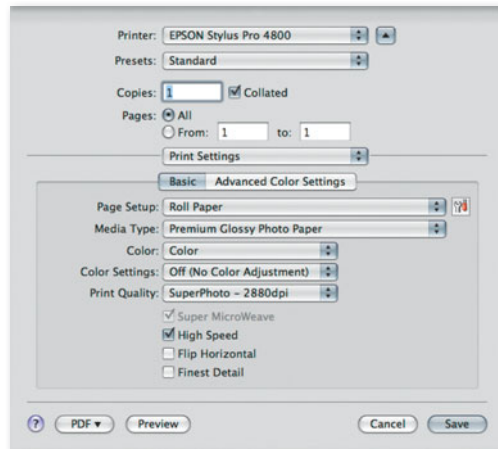 Printer: EPSON Stylus Pro 4800
Presets: Standard
Copies: 1 Collated
Pages: All
From: 1 to: 1
Print Settings
Basic Advanced Color Settings
Page Setup: Roll Paper
Media Type: Premium Glossy Photo Paper
Color: Color
Color Settings: Off (No Color Adjustment)
Print Quality: SuperPhoto – 2880dpi
Super MicroWeave
High Speed
Flip Horizontal
Finest Detail
? PDF ▾ Preview Cancel Save